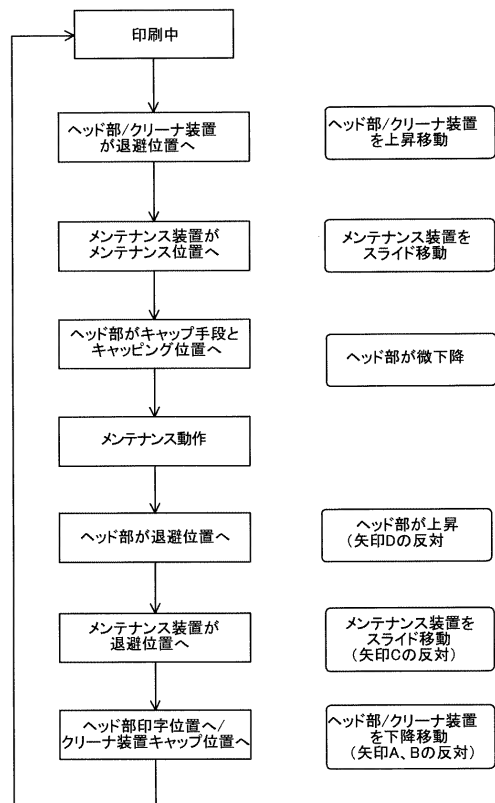 印刷中
ヘッド部/クリーナ装置
が退避位置へ
ヘッド部/クリーナ装置
を上昇移動
メンテナンス装置が
メンテナンス位置へ
メンテナンス装置を
スライド移動
ヘッド部がキャップ手段と
キャッピング位置へ
ヘッド部が微下降
メンテナンス動作
ヘッド部が退避位置へ
ヘッド部が上昇
(矢印Dの反対
メンテナンス装置が
退避位置へ
メンテナンス装置を
スライド移動
(矢印Cの反対)
ヘッド部印字位置へ/
クリーナ装置キャップ位置へ
ヘッド部/クリーナ装置
を下降移動
(矢印A、Bの反対)